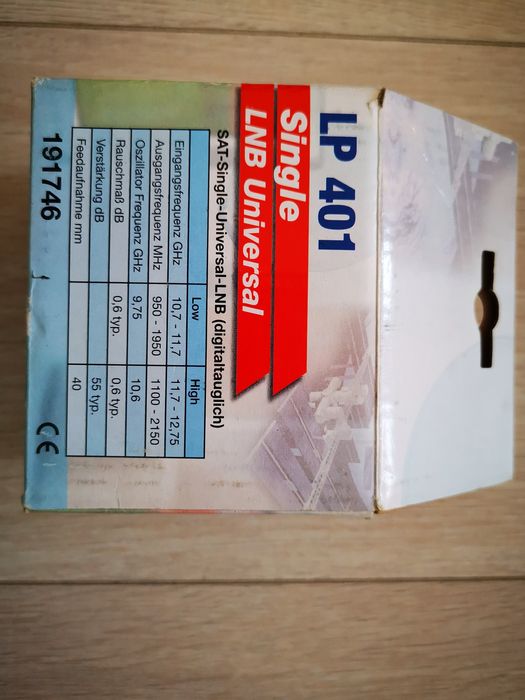 LP 401
Single
LNB Universal
SAT-Single-Universal-LNB (digitaltauglich)
Low High
Eingangsfrequenz GHz 10,7 - 11,7 11,7 - 12,75
Ausgangsfrequenz MHz 950 - 1950 1100 - 2150
Oszillator Frequenz GHz 9,75 10,6
Rauschmaß dB 0,6 typ. 0,6 typ.
Verstärkung dB 55 typ.
Feedaufnahme mm 40
191746 CE